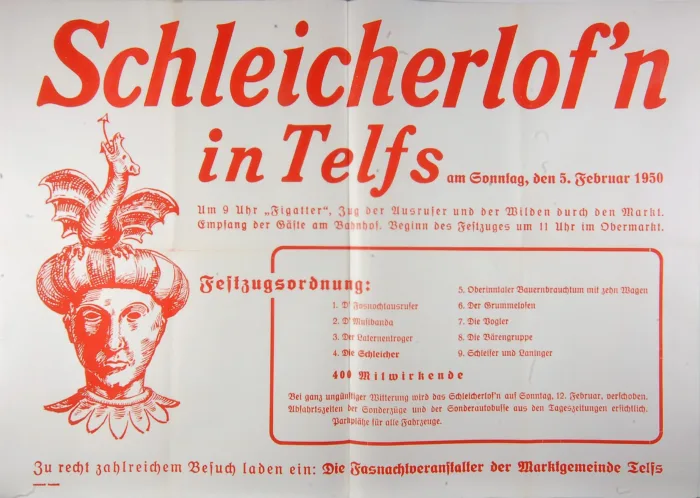 Schleicherlof'n
in Telfs am Sonntag, den 5. Februar 1950
Um 9 Uhr „Figatter“, Zug der Ausrufer und der Wilden durch den Markt.
Empfang der Gäste am Bahnhof. Beginn des Festzuges um 11 Uhr im Obermarkt.
Festzugsordnung:
1. D' Fosnochtausrufer
2. D' Musibanda
3. Der Laternentroger
4. Die Schleicher
5. Oberinntaler Bauernbrauchtum mit zehn Wagen
6. Der Grummelofen
7. Die Vogler
8. Die Bärengruppe
9. Schleifer und Laninger
400 Mitwirkende
Bei ganz ungünstiger Witterung wird das Schleicherlof'n auf Sonntag, 12. Februar, verschoben.
Abfahrtszeiten der Sonderzüge und der Sonderautobusse aus den Tageszeitungen ersichtlich.
Parkplätze für alle Fahrzeuge.
Zu recht zahlreichem Besuch laden ein: Die Fasnachtveranstalter der Marktgemeinde Telfs